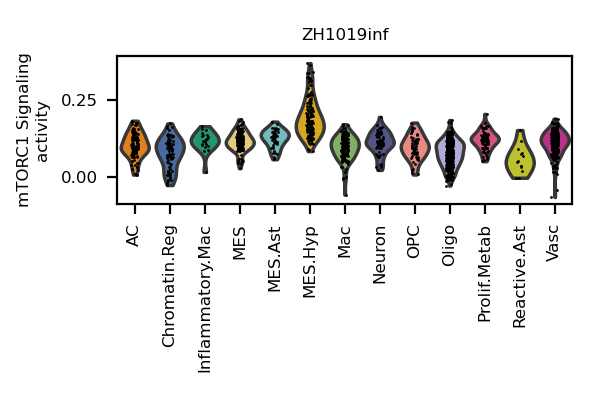 ZH1019inf
mTORC1 Signaling
activity
0.25
0.00
AC
Chromatin.Reg
Inflammatory.Mac
MES
MES.Ast
MES.Hyp
Mac
Neuron
OPC
Oligo
Prolif.Metab
Reactive.Ast
Vasc